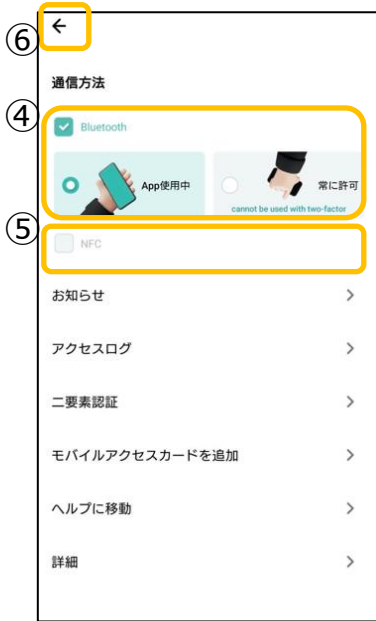 ⑥
通信方法
④
Bluetooth
App使用中
常に許可
cannot be used with two-factor
⑤
NFC
お知らせ
アクセスログ
二要素認証
モバイルアクセスカードを追加
ヘルプに移動
詳細